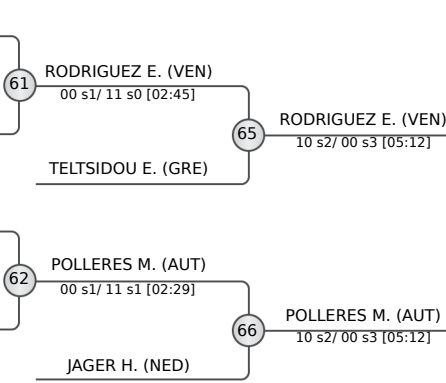 RODRIGUEZ E. (VEN)
61
00 s1/ 11 s0 [02:45]
RODRIGUEZ E. (VEN)
65
10 s2/ 00 s3 [05:12]
TELTSIDOU E. (GRE)
POLLERES M. (AUT)
62
00 s1/ 11 s1 [02:29]
POLLERES M. (AUT)
66
10 s2/ 00 s3 [05:12]
JAGER H. (NED)